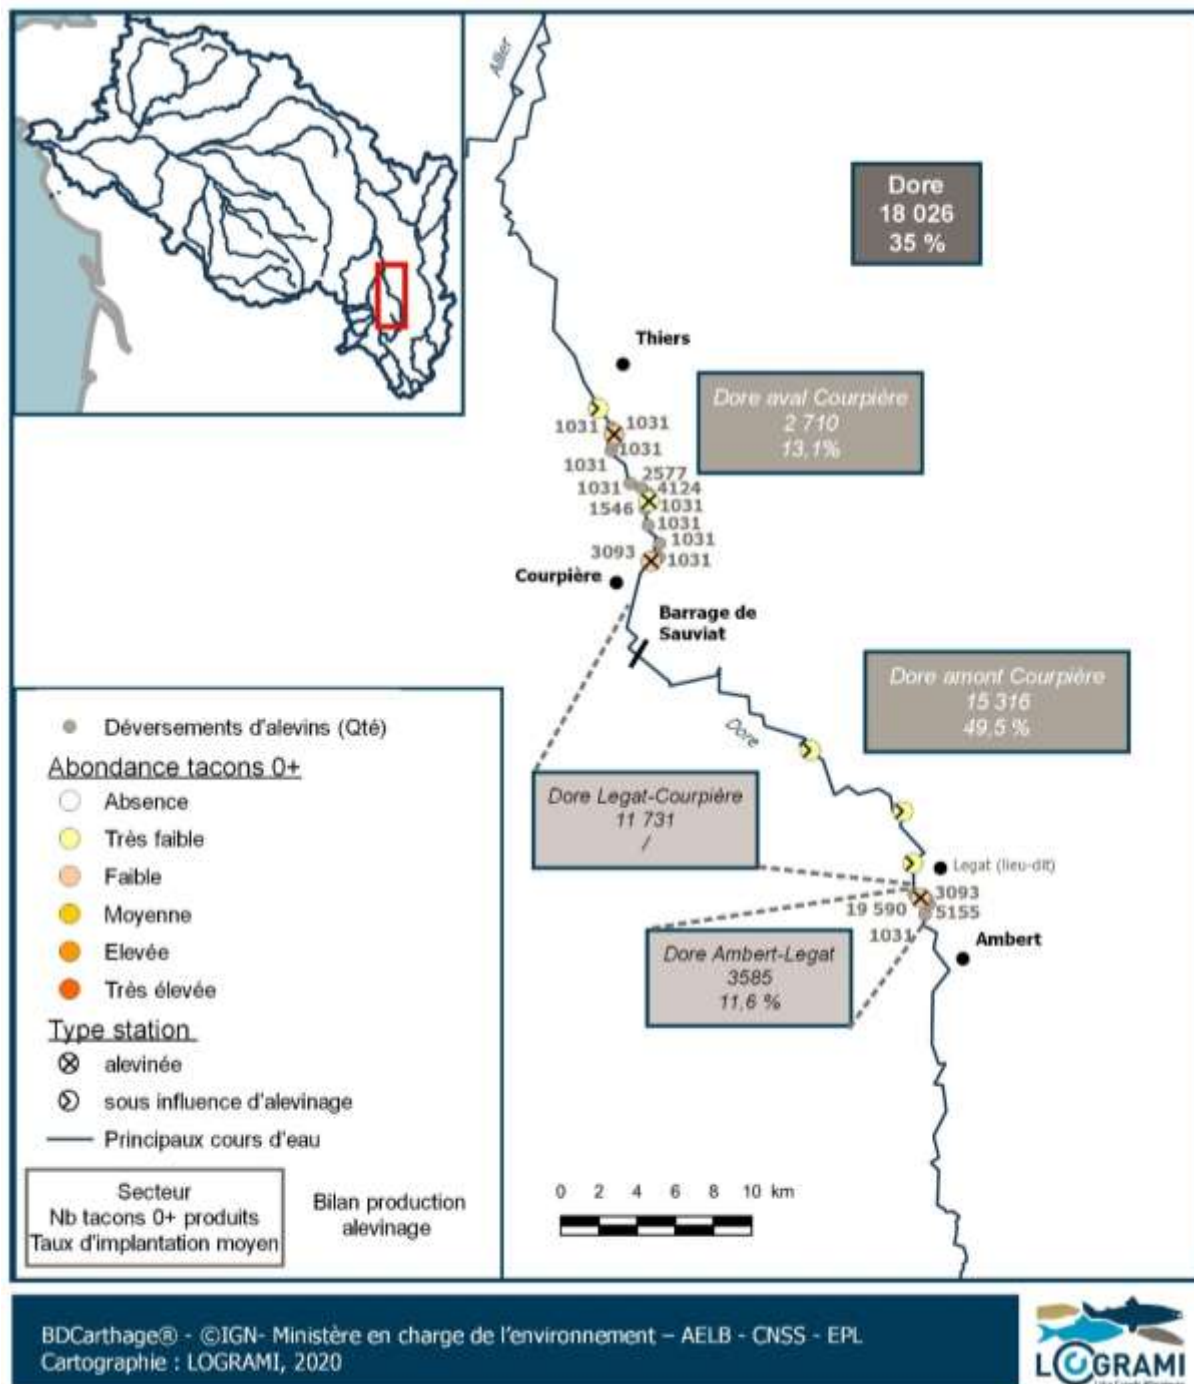 Allier
Dore
18 026
35 %
Thiers
Dore aval Courpière
2 710
13,1%
1031
1031
1031
1031
2577
1031
4124
1546
1031
1031
1031
3093
1031
Courpière
Barrage de
Sauviat
Dore amont Courpière
15 316
49,5 %
Dore
Dore Legat-Courpière
11 731
/
Legat (lieu-dit)
3093
19 590
5155
1031
Ambert
Dore Ambert-Legat
3585
11,6 %
Déversements d'alevins (Qté)
Abondance tacons 0+
Absence
Très faible
Faible
Moyenne
Elevée
Très élevée
Type station
alevinée
sous influence d'alevinage
Principaux cours d'eau
Secteur
Nb tacons 0+ produits
Taux d'implantation moyen
Bilan production
alevinage
0 2 4 6 8 10 km
BDCarthage® - ©IGN- Ministère en charge de l'environnement – AELB - CNSS - EPL
Cartographie : LOGRAMI, 2020
LOGRAMI